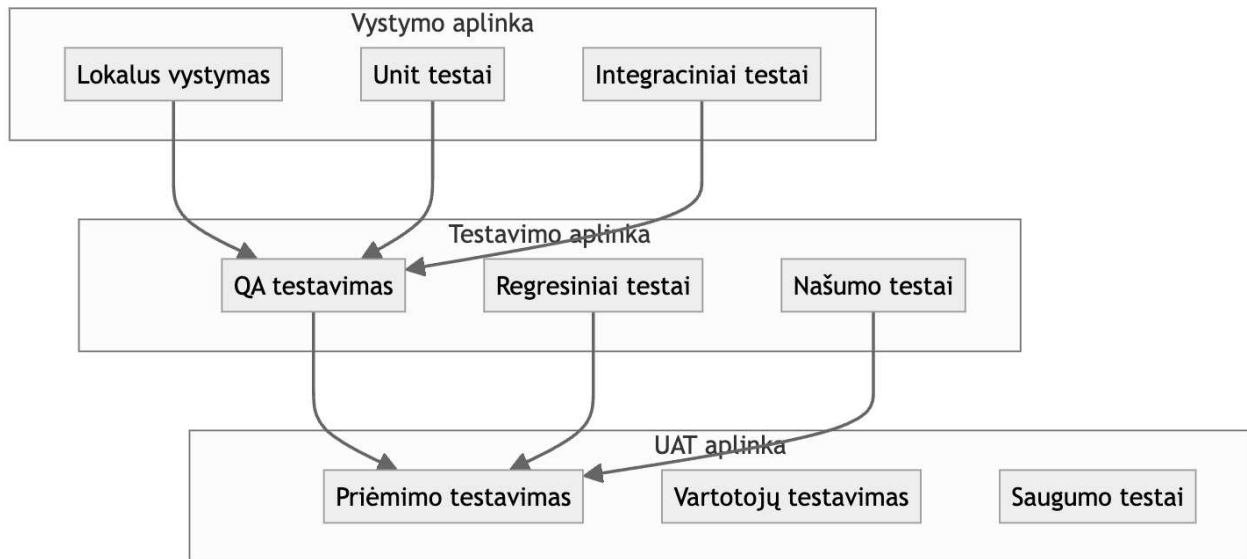 Vystymo aplinka
Lokalus vystymas
Unit testai
Integraciniai testai
Testavimo aplinka
QA testavimas
Regresiniai testai
Našumo testai
UAT aplinka
Priėmimo testavimas
Vartotojų testavimas
Saugumo testai